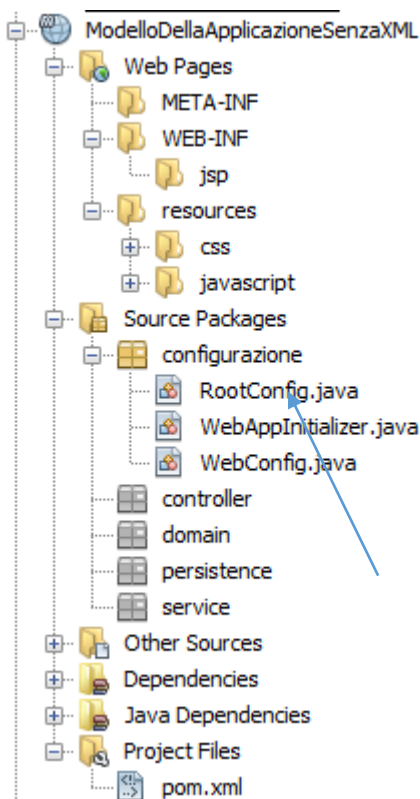 ModelloDellaApplicazioneSenzaXML
Web Pages
META-INF
WEB-INF
jsp
resources
css
javascript
Source Packages
configurazione
RootConfig.java
WebAppInitializer.java
WebConfig.java
controller
domain
persistence
service
Other Sources
Dependencies
Java Dependencies
Project Files
pom.xml